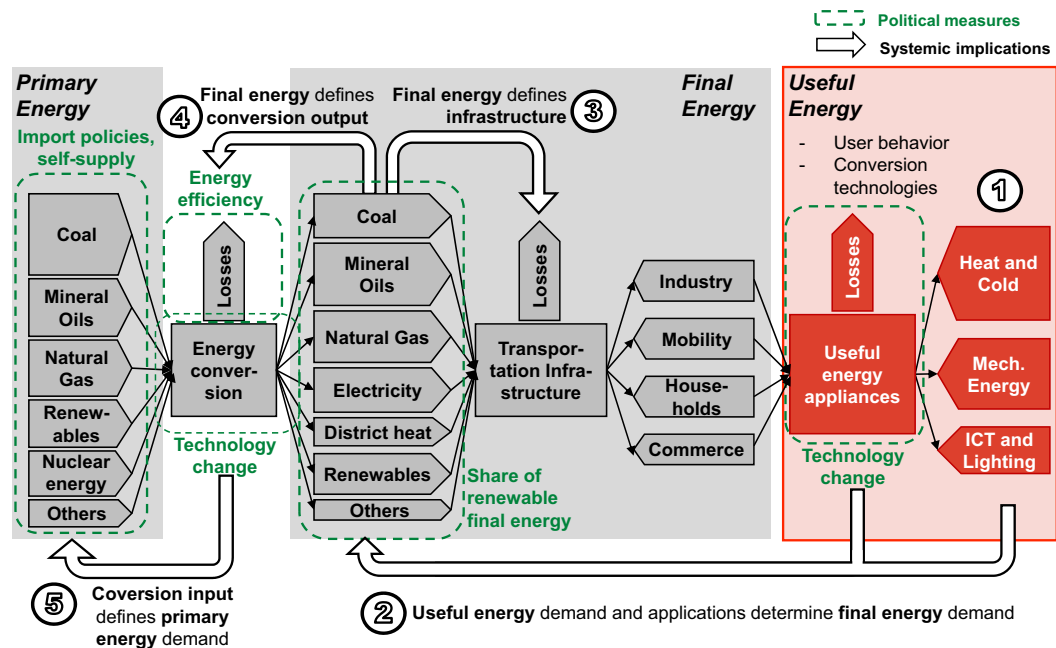 Political measures
Systemic implications
Primary
Energy
Import policies,
self-supply
Coal
Mineral
Oils
Natural
Gas
Renew-
ables
Nuclear
energy
Others
4
Final energy defines
conversion output
Energy
efficiency
Losses
Energy
conver-
sion
Technology
change
Final energy defines
infrastructure
3
Coal
Mineral
Oils
Natural Gas
Electricity
District heat
Renewables
Others
Share of
renewable
final energy
Losses
Transpor-
tation Infra-
structure
Final
Energy
Industry
Mobility
House-
holds
Commerce
Useful
Energy
- User behavior
- Conversion
technologies
1
Losses
Useful
energy
appliances
Technology
change
Heat and
Cold
Mech.
Energy
ICT and
Lighting
5
Coversion input
defines primary
energy demand
2
Useful energy demand and applications determine final energy demand